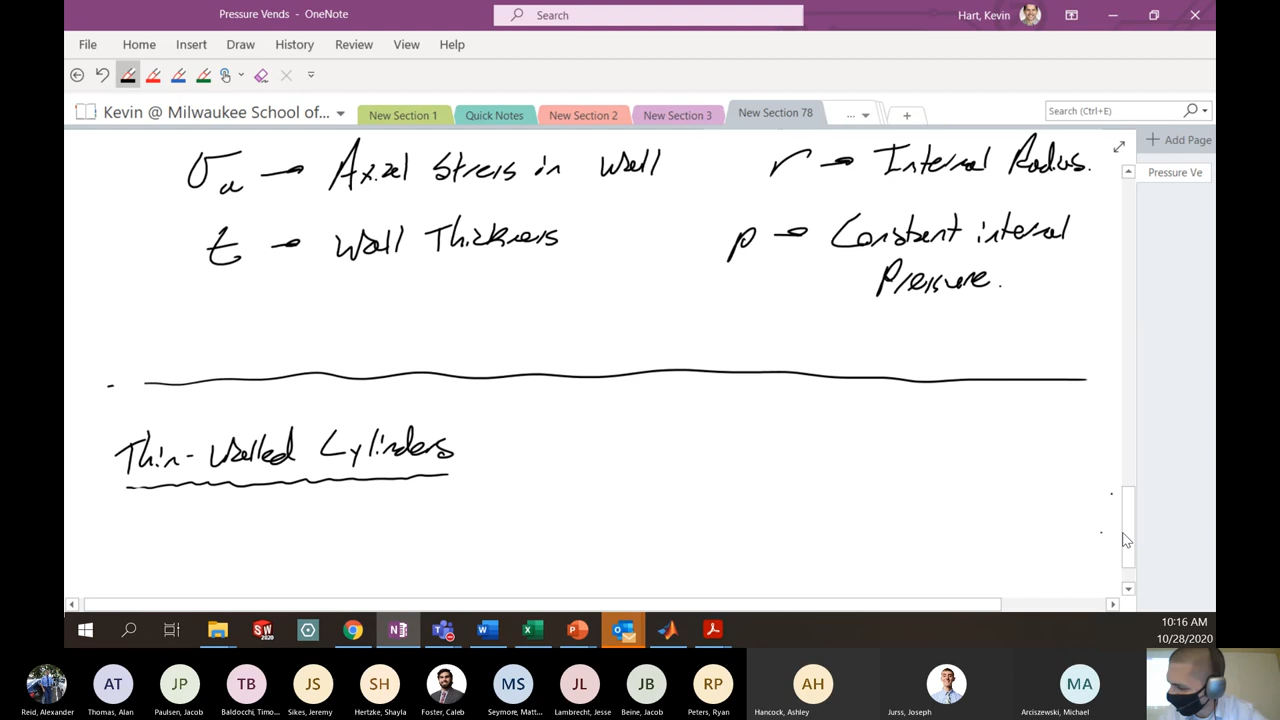 Pressure Vends - OneNote
Search
Hart, Kevin
File Home Insert Draw History Review View Help
Kevin @ Milwaukee School of...
New Section 1
Quick Notes
New Section 2
New Section 3
New Section 78
...
+
Search (Ctrl+E)
+ Add Page
Pressure Ve
σa → Axial Stress in Wall
r → Internal Radius.
t → Wall Thickness
p → Constant internal
Pressure.
Thin-Walled Cylinders
10:16 AM
10/28/2020
AT JP TB JS SH MS JL JB RP AH MA
Reid, Alexander
Thomas, Alan
Paulsen, Jacob
Baldocchi, Timo...
Sikes, Jeremy
Hertzke, Shayla
Foster, Caleb
Seymore, Matt...
Lambrecht, Jesse
Beine, Jacob
Peters, Ryan
Hancock, Ashley
Jurss, Joseph
Arciszewski, Michael